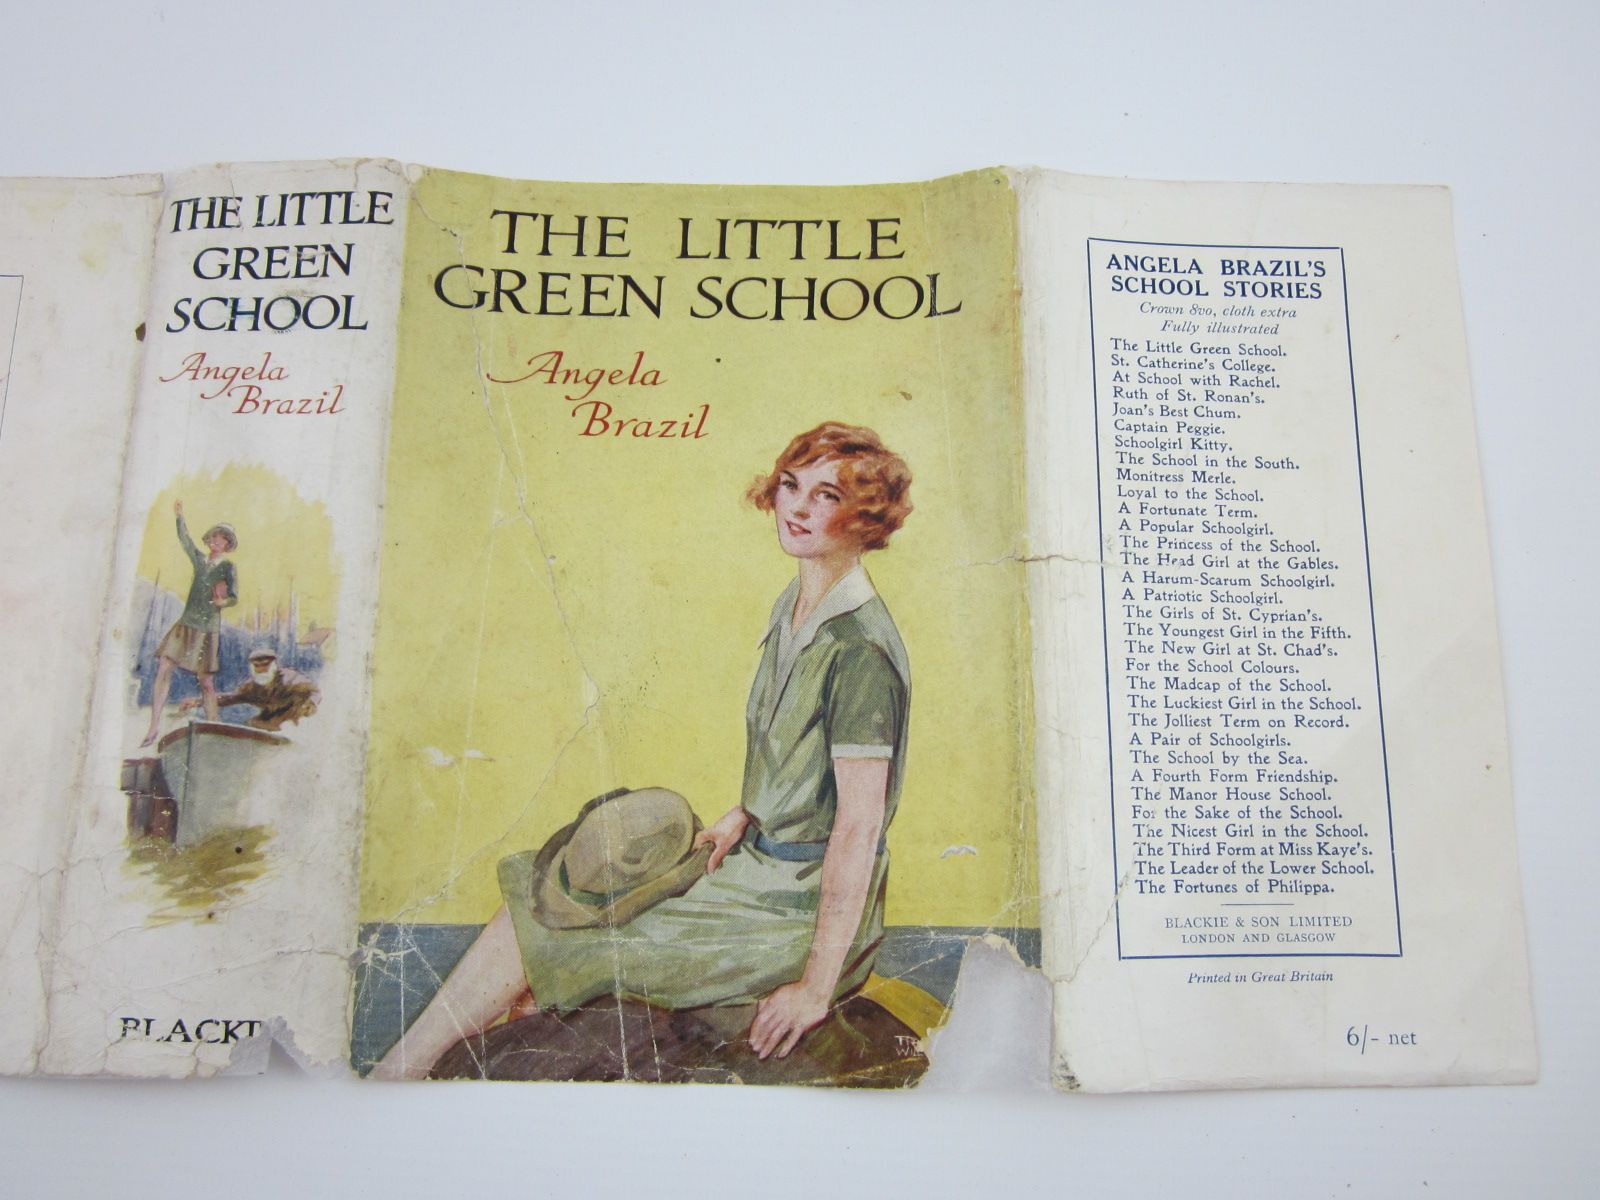 THE LITTLE
GREEN
SCHOOL
Angela
Brazil
THE LITTLE
GREEN SCHOOL
Angela
Brazil
ANGELA BRAZIL'S
SCHOOL STORIES
Crown 8vo, cloth extra
Fully illustrated
The Little Green School.
St. Catherine's College.
At School with Rachel.
Ruth of St. Ronan's.
Joan's Best Chum.
Captain Peggie.
Schoolgirl Kitty.
The School in the South.
Monitress Merle.
Loyal to the School.
A Fortunate Term.
A Popular Schoolgirl.
The Princess of the School.
The Head Girl at the Gables.
A Harum-Scarum Schoolgirl.
A Patriotic Schoolgirl.
The Girls of St. Cyprian's.
The Youngest Girl in the Fifth.
The New Girl at St. Chad's.
For the School Colours.
The Madcap of the School.
The Luckiest Girl in the School.
The Jolliest Term on Record.
A Pair of Schoolgirls.
The School by the Sea.
A Fourth Form Friendship.
The Manor House School.
For the Sake of the School.
The Nicest Girl in the School.
The Third Form at Miss Kaye's.
The Leader of the Lower School.
The Fortunes of Philippa.
BLACKIE & SON LIMITED
LONDON AND GLASGOW
Printed in Great Britain
6/- net